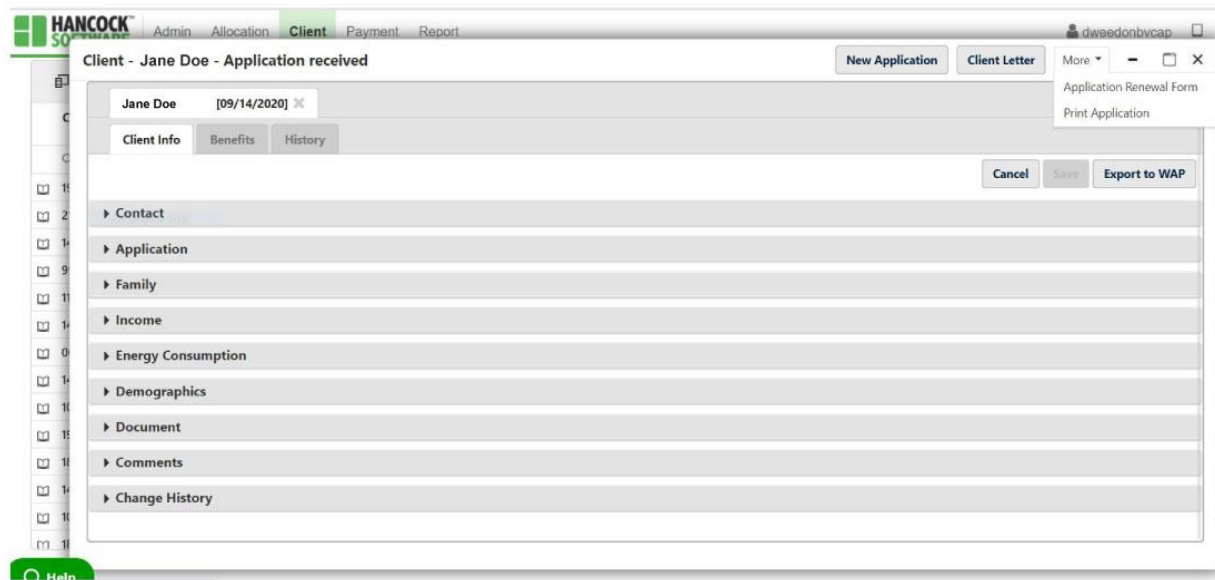 HANCOCK™ Admin Allocation Client Payment Report dweedonbvcap
SOFTWARE
Client - Jane Doe - Application received New Application Client Letter More
Application Renewal Form
Jane Doe [09/14/2020]
Print Application
Client Info Benefits History
Cancel Save Export to WAP
Contact
Application
Family
Income
Energy Consumption
Demographics
Document
Comments
Change History
Help